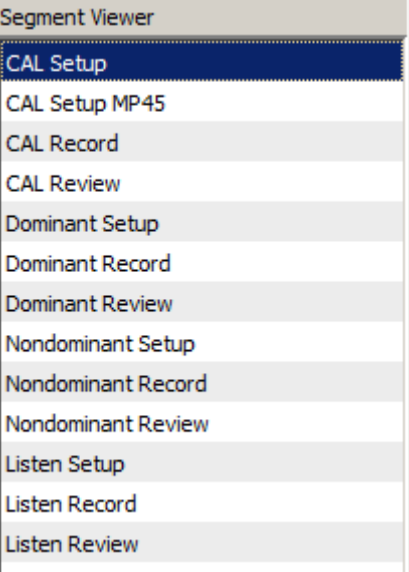 Segment Viewer
CAL Setup
CAL Setup MP45
CAL Record
CAL Review
Dominant Setup
Dominant Record
Dominant Review
Nondominant Setup
Nondominant Record
Nondominant Review
Listen Setup
Listen Record
Listen Review